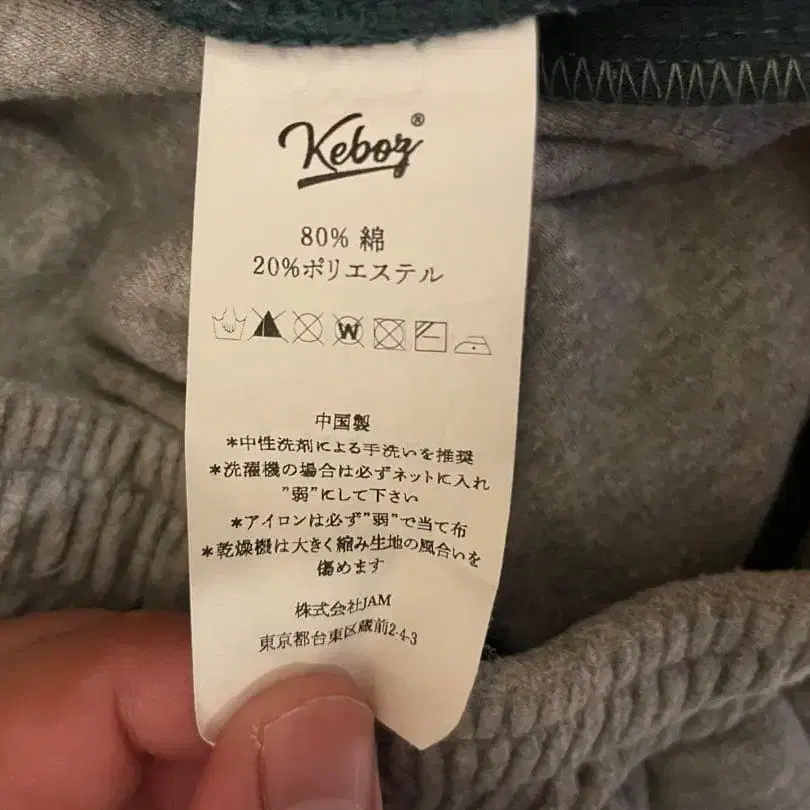 Keboz®
80% 綿
20%ポリエステル
W
中国製
*中性洗剤による手洗いを推奨
*洗濯機の場合は必ずネットに入れ
"弱"にして下さい
*アイロンは必ず"弱"で当て布
*乾燥機は大きく縮み生地の風合いを
傷めます
株式会社JAM
東京都台東区蔵前2-4-3